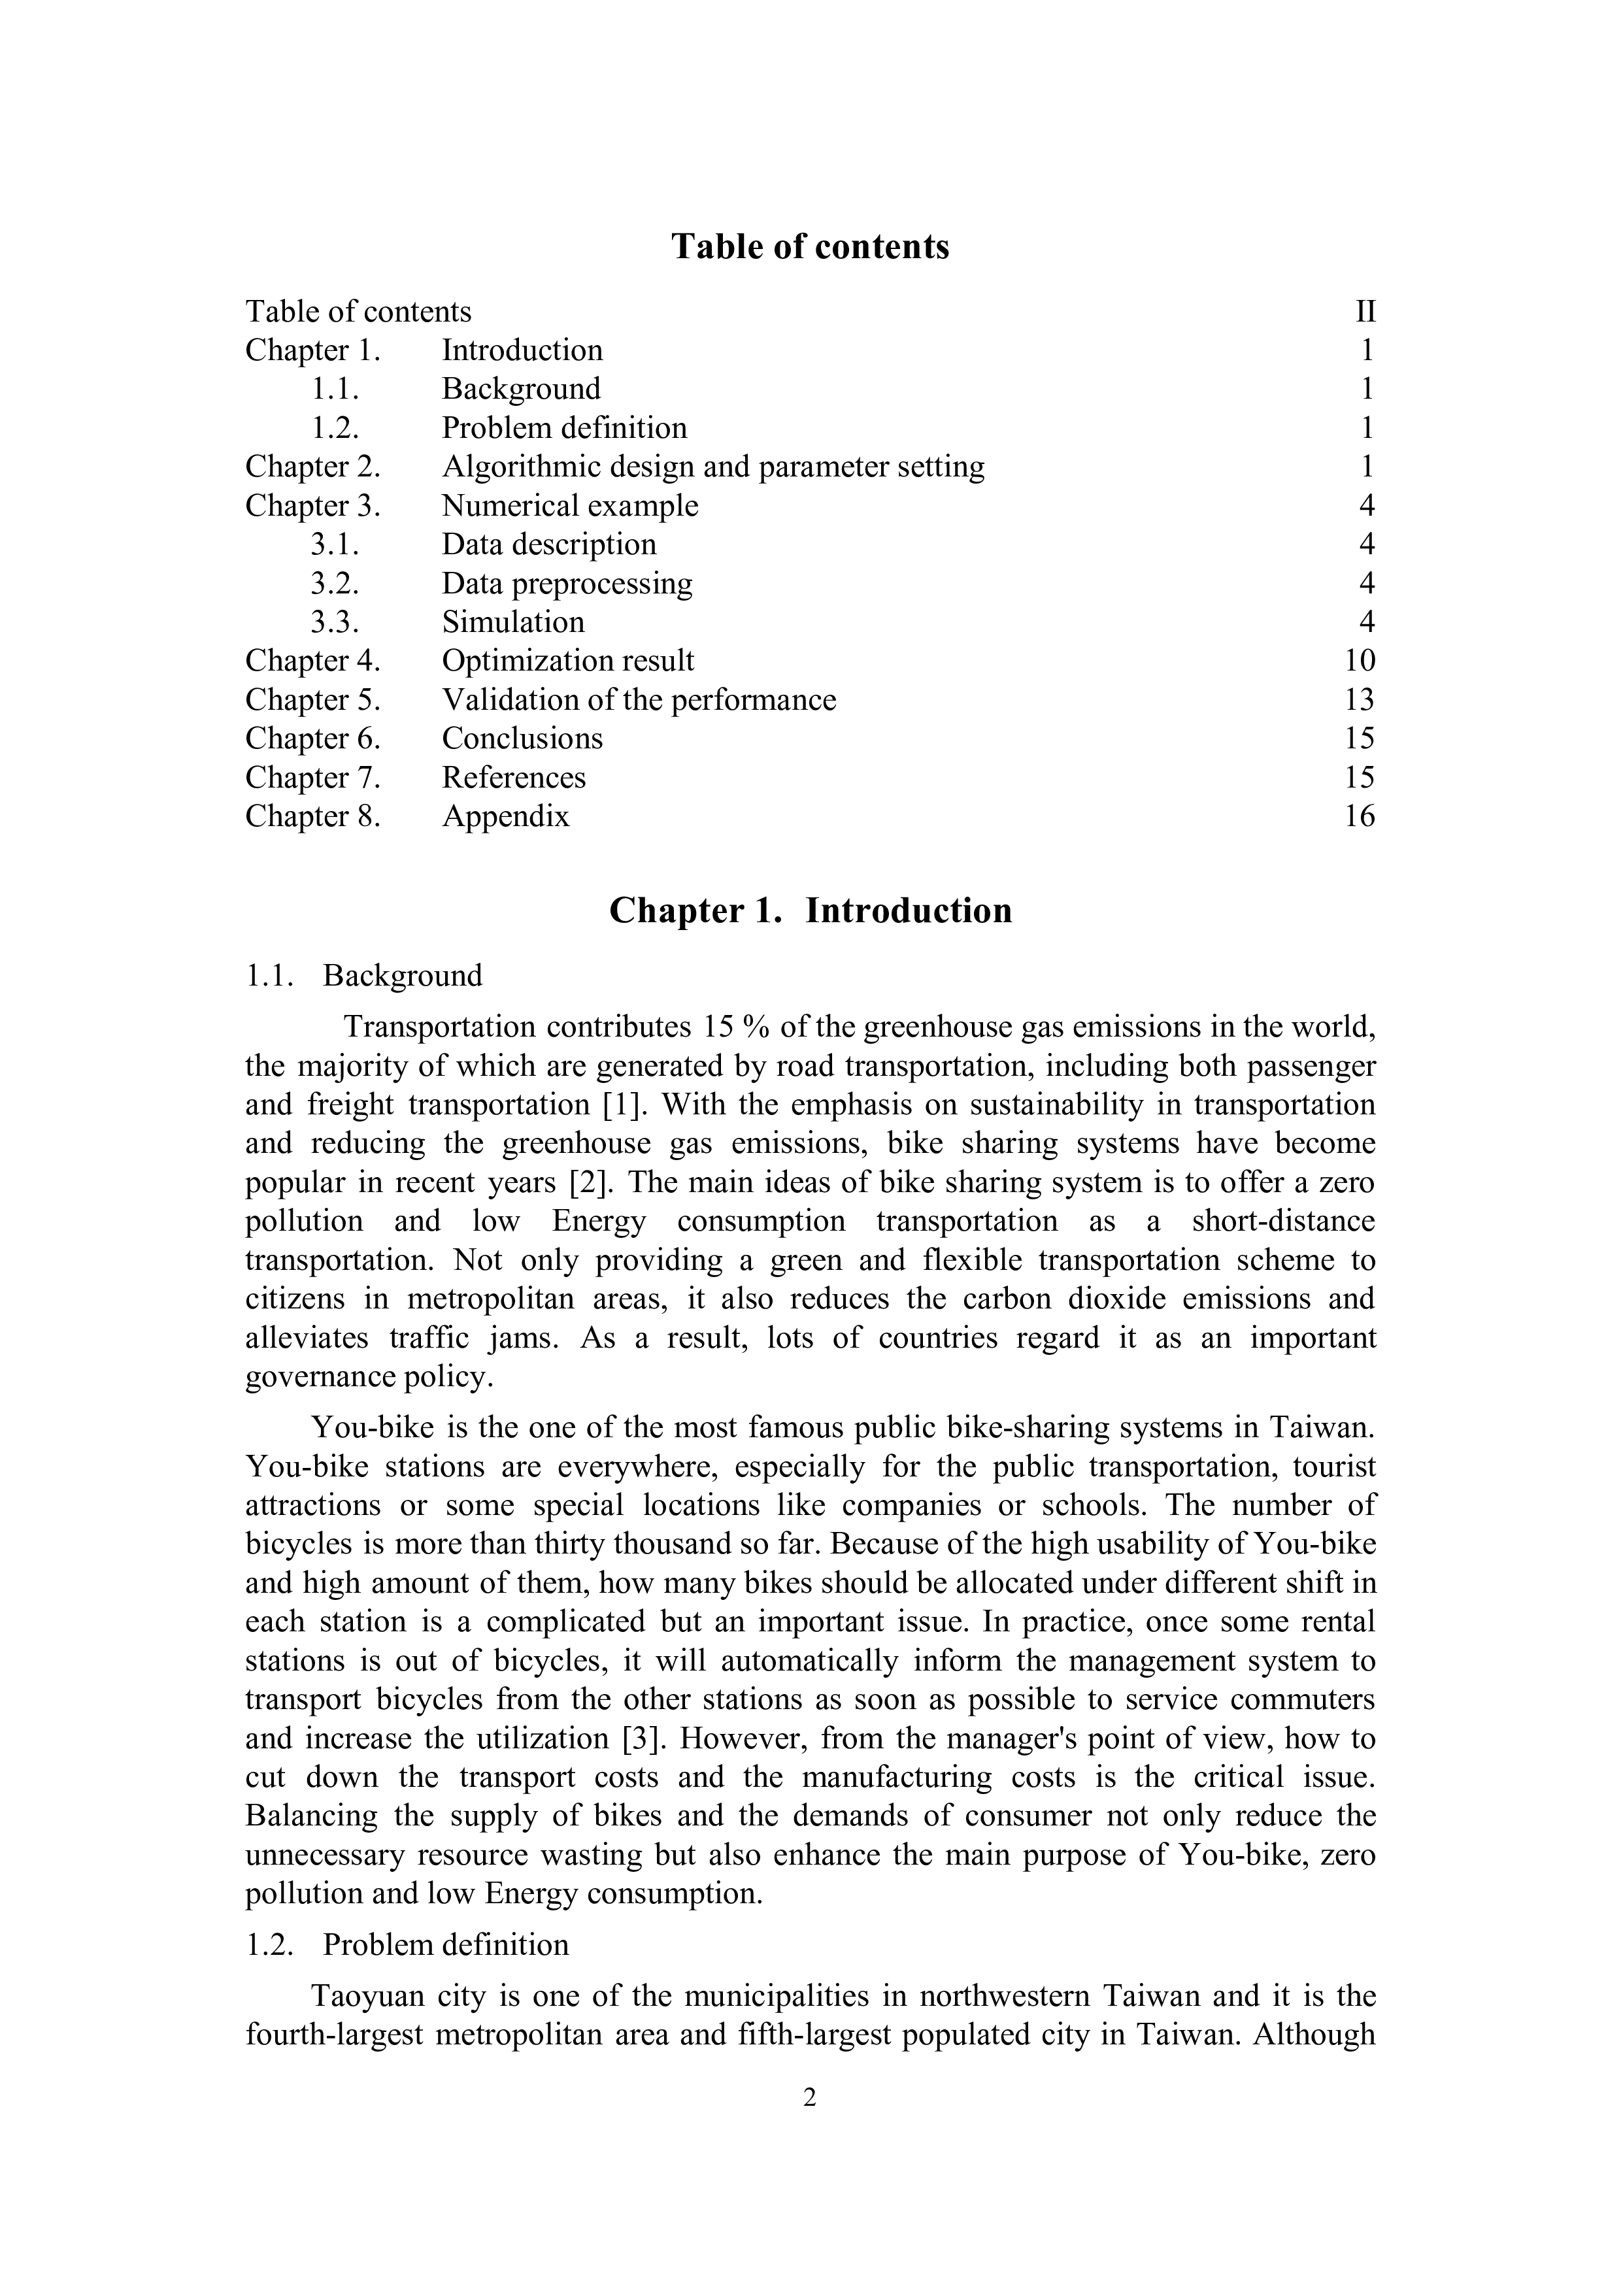 Table of contents
Table of contents II
Chapter 1. Introduction 1
1.1. Background 1
1.2. Problem definition 1
Chapter 2. Algorithmic design and parameter setting 1
Chapter 3. Numerical example 4
3.1. Data description 4
3.2. Data preprocessing 4
3.3. Simulation 4
Chapter 4. Optimization result 10
Chapter 5. Validation of the performance 13
Chapter 6. Conclusions 15
Chapter 7. References 15
Chapter 8. Appendix 16
Chapter 1. Introduction
1.1. Background
Transportation contributes 15 % of the greenhouse gas emissions in the world,
the majority of which are generated by road transportation, including both passenger
and freight transportation [1]. With the emphasis on sustainability in transportation
and reducing the greenhouse gas emissions, bike sharing systems have become
popular in recent years [2]. The main ideas of bike sharing system is to offer a zero
pollution and low Energy consumption transportation as a short-distance
transportation. Not only providing a green and flexible transportation scheme to
citizens in metropolitan areas, it also reduces the carbon dioxide emissions and
alleviates traffic jams. As a result, lots of countries regard it as an important
governance policy.
You-bike is the one of the most famous public bike-sharing systems in Taiwan.
You-bike stations are everywhere, especially for the public transportation, tourist
attractions or some special locations like companies or schools. The number of
bicycles is more than thirty thousand so far. Because of the high usability of You-bike
and high amount of them, how many bikes should be allocated under different shift in
each station is a complicated but an important issue. In practice, once some rental
stations is out of bicycles, it will automatically inform the management system to
transport bicycles from the other stations as soon as possible to service commuters
and increase the utilization [3]. However, from the manager's point of view, how to
cut down the transport costs and the manufacturing costs is the critical issue.
Balancing the supply of bikes and the demands of consumer not only reduce the
unnecessary resource wasting but also enhance the main purpose of You-bike, zero
pollution and low Energy consumption.
1.2. Problem definition
Taoyuan city is one of the municipalities in northwestern Taiwan and it is the
fourth-largest metropolitan area and fifth-largest populated city in Taiwan. Although
2